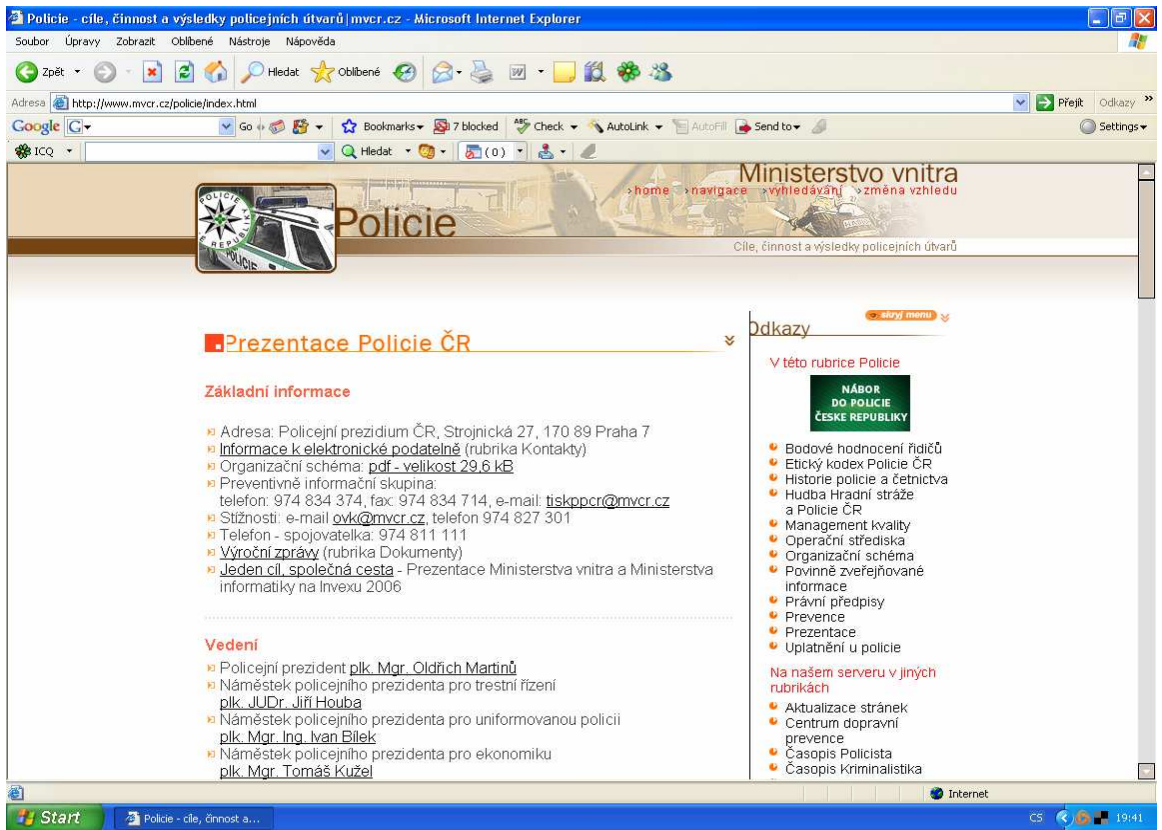 Policie - cíle, činnost a výsledky policejních útvarů|mvcr.cz - Microsoft Internet Explorer
Soubor Úpravy Zobrazit Oblíbené Nástroje Nápověda
Zpět Hledat Oblíbené
Adresa http://www.mvcr.cz/policie/index.html Přejít Odkazy »
Google G Go Bookmarks 7 blocked ABC Check AutoLink AutoFill Send to Settings
ICQ Hledat (0)
Ministerstvo vnitra
›home ›navigace ›vyhledávání ›změna vzhledu
POLICIE
Policie
Cíle, činnost a výsledky policejních útvarů
POLICIE
Prezentace Policie ČR
Základní informace
Adresa: Policejní prezidium ČR, Strojnická 27, 170 89 Praha 7
Informace k elektronické podatelně (rubrika Kontakty)
Organizační schéma: pdf - velikost 29,6 kB
Preventivně informační skupina:
telefon: 974 834 374, fax: 974 834 714, e-mail: tiskppcr@mvcr.cz
Stížnosti: e-mail ovk@mvcr.cz, telefon 974 827 301
Telefon - spojovatelka: 974 811 111
Výroční zprávy (rubrika Dokumenty)
Jeden cíl, společná cesta - Prezentace Ministerstva vnitra a Ministerstva
informatiky na Invexu 2006
Vedení
Policejní prezident plk. Mgr. Oldřich Martinů
Náměstek policejního prezidenta pro trestní řízení
plk. JUDr. Jiří Houba
Náměstek policejního prezidenta pro uniformovanou policii
plk. Mgr. Ing. Ivan Bílek
Náměstek policejního prezidenta pro ekonomiku
plk. Mgr. Tomáš Kužel
skryj menu
Odkazy
V této rubrice Policie
NÁBOR
DO POLICIE
ČESKÉ REPUBLIKY
Bodové hodnocení řidičů
Etický kodex Policie ČR
Historie policie a četnictva
Hudba Hradní stráže
a Policie ČR
Management kvality
Operační střediska
Organizační schéma
Povinně zveřejňované
informace
Právní předpisy
Prevence
Prezentace
Uplatnění u policie
Na našem serveru v jiných
rubrikách
Aktualizace stránek
Centrum dopravní
prevence
Časopis Policista
Časopis Kriminalistika
Internet
Start Policie - cíle, činnost a... CS 19:41